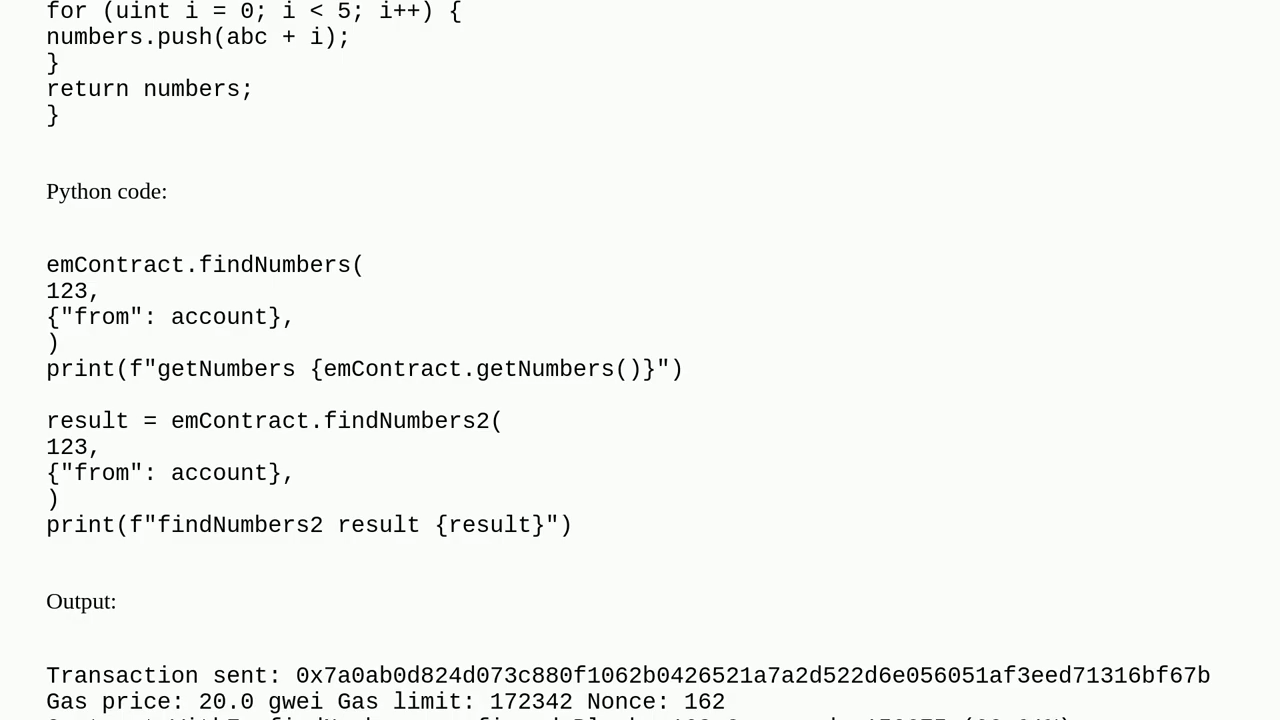 for (uint i = 0; i < 5; i++) {
numbers.push(abc + i);
}
return numbers;
}
Python code:
emContract.findNumbers(
123,
{"from": account},
)
print(f"getNumbers {emContract.getNumbers()}")
result = emContract.findNumbers2(
123,
{"from": account},
)
print(f"findNumbers2 result {result}")
Output:
Transaction sent: 0x7a0ab0d824d073c880f1062b0426521a7a2d522d6e056051af3eed71316bf67b
Gas price: 20.0 gwei Gas limit: 172342 Nonce: 162